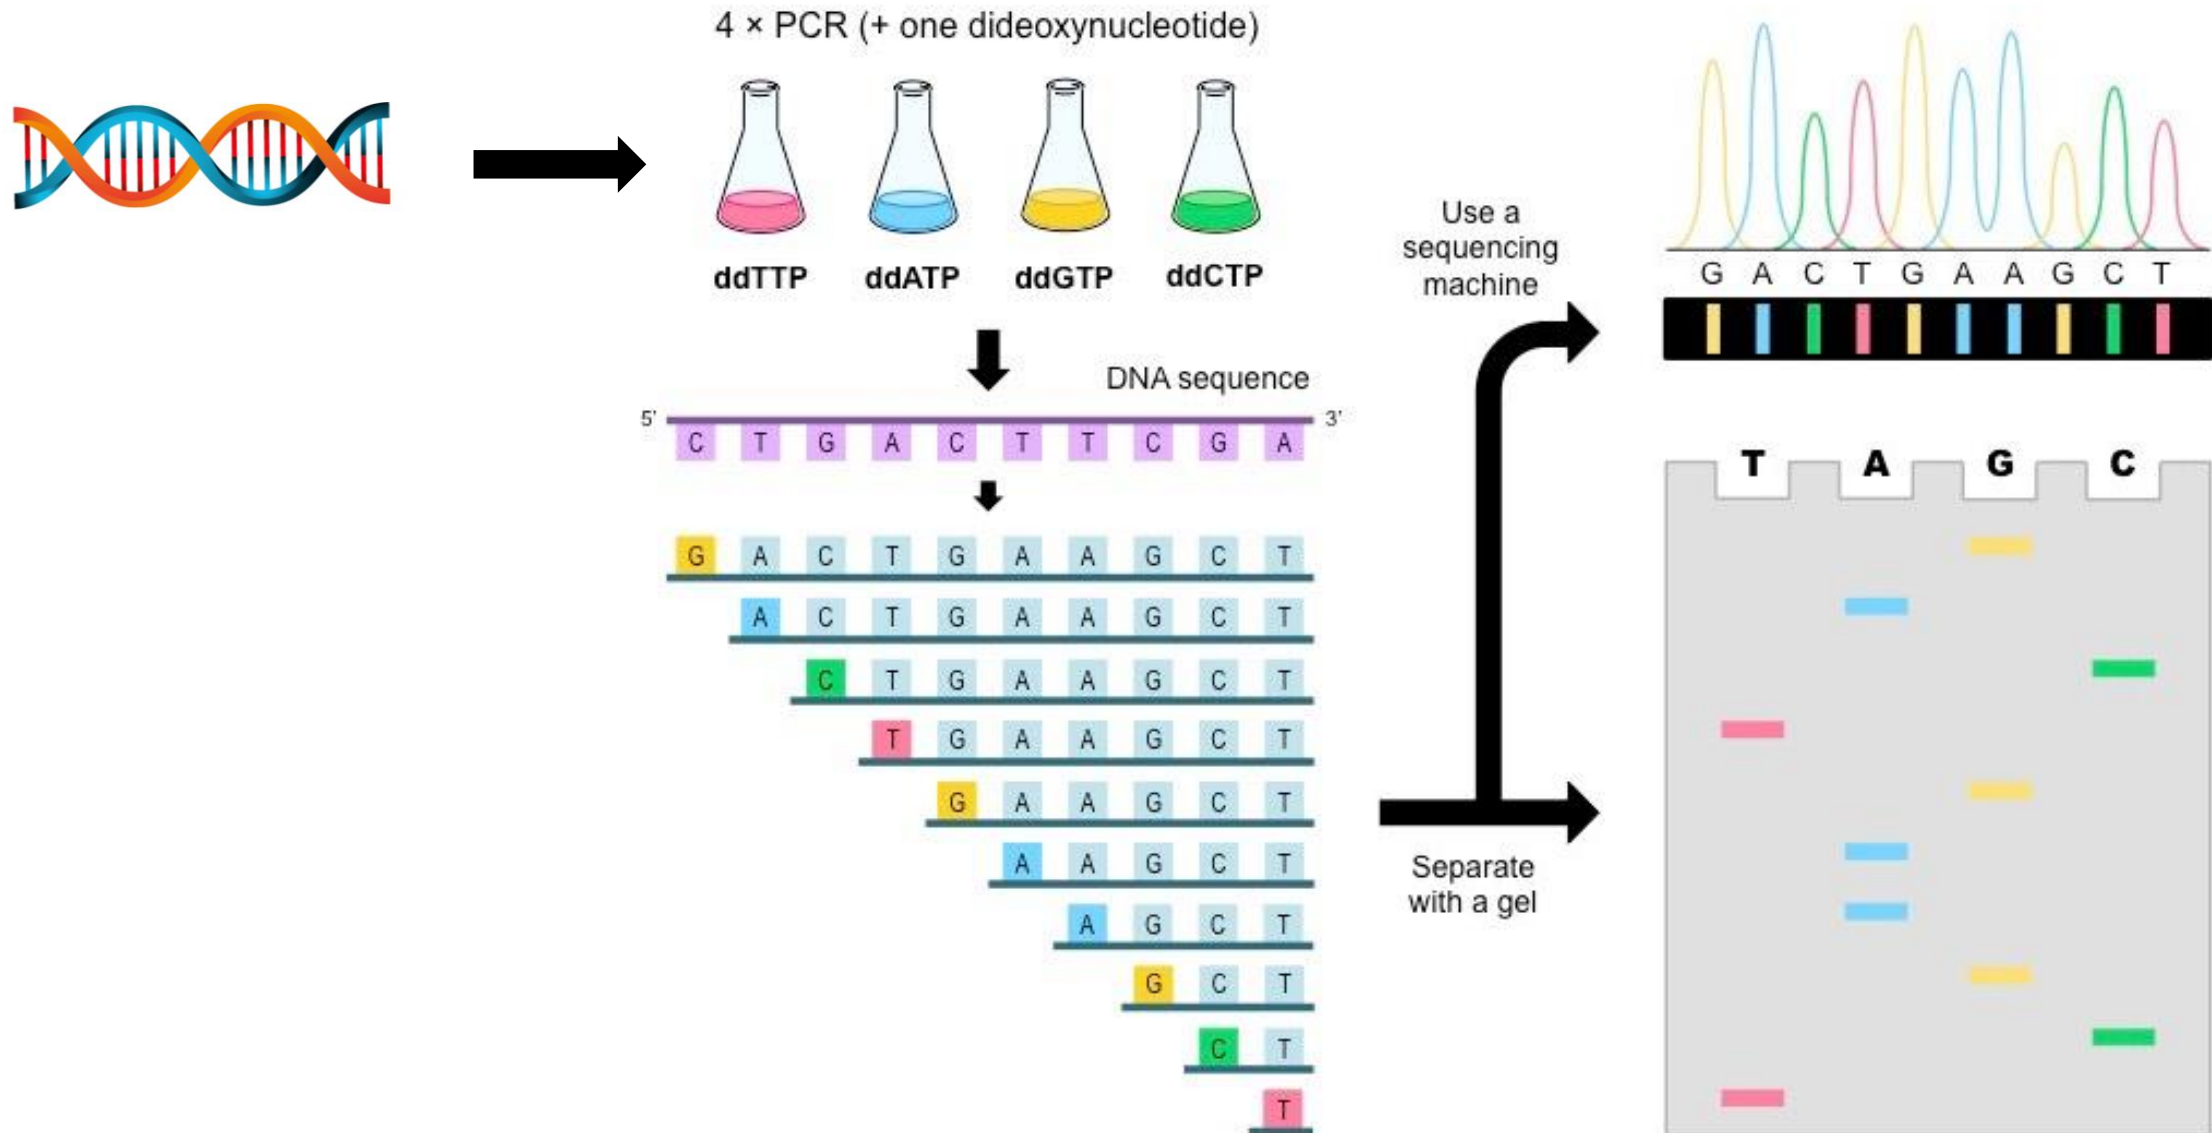 4 × PCR (+ one dideoxynucleotide)
ddTTP ddATP ddGTP ddCTP
DNA sequence
5' 3'
C T G A C T T C G A
G A C T G A A G C T
A C T G A A G C T
C T G A A G C T
T G A A G C T
G A A G C T
A A G C T
A G C T
G C T
C T
T
Use a
sequencing
machine
Separate
with a gel
G A C T G A A G C T
T A G C